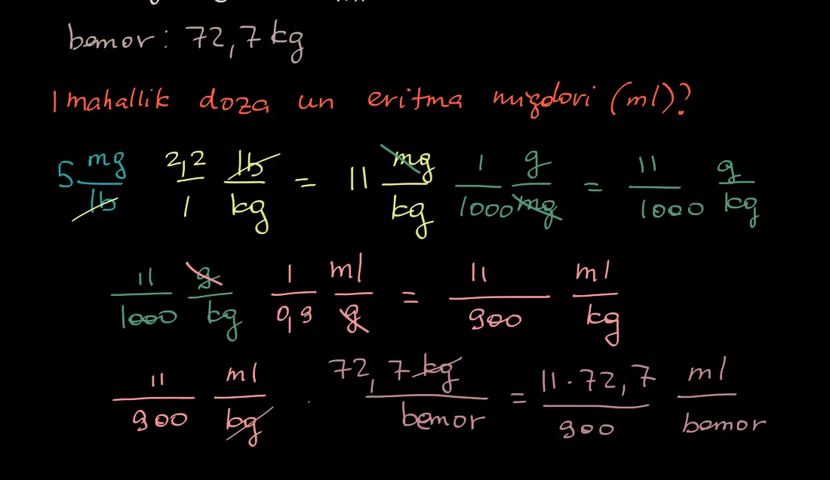 bemor: 72,7 kg
1 mahallik doza un eritma miqdori (ml)?
5 mg/lb 2,2/1 lb/kg = 11 mg/kg 1/1000 g/mg = 11/1000 g/kg
11/1000 g/kg 1/0,9 ml/g = 11/900 ml/kg
11/900 ml/kg · 72,7 kg/bemor = 11·72,7/900 ml/bemor